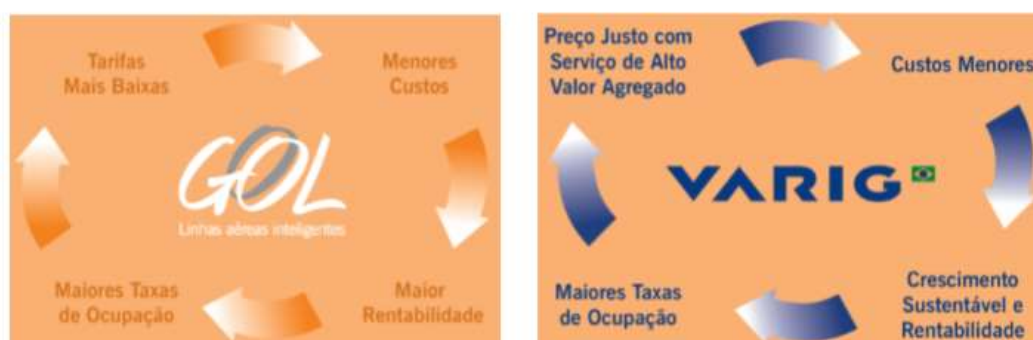 Tarifas
Mais Baixas
Menores
Custos
GOL
Linhas aéreas inteligentes
Maiores Taxas
de Ocupação
Maior
Rentabilidade
Preço Justo com
Serviço de Alto
Valor Agregado
Custos Menores
VARIG
Maiores Taxas
de Ocupação
Crescimento
Sustentável e
Rentabilidade